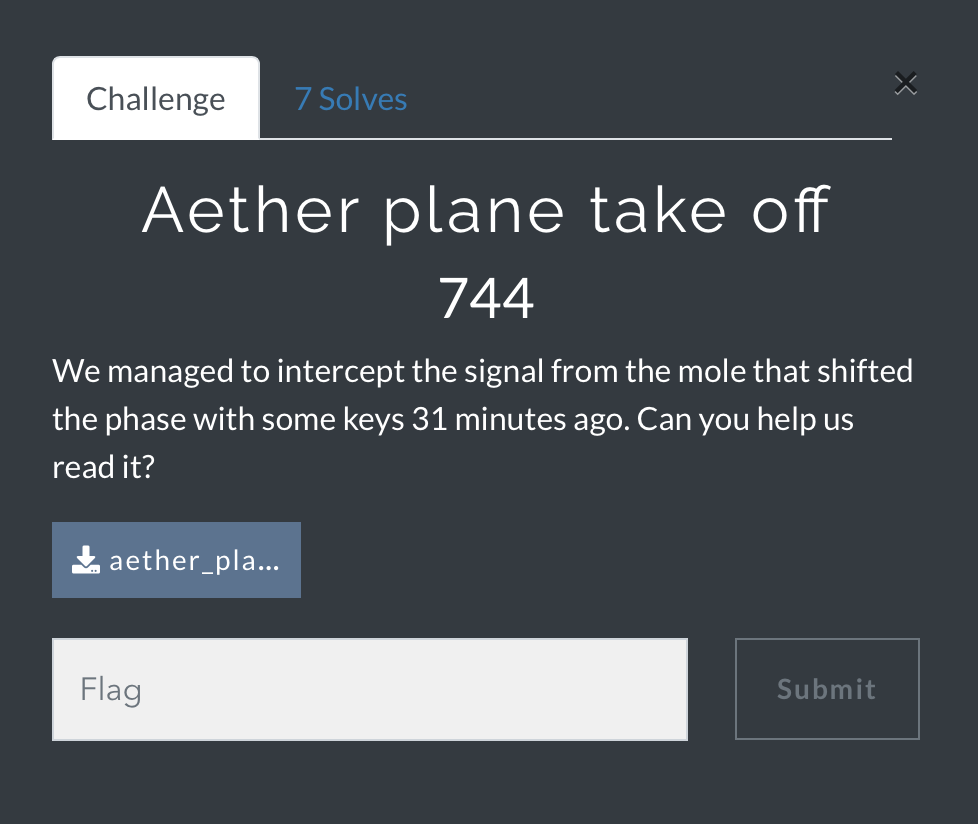 Challenge
7 Solves
Aether plane take off
744
We managed to intercept the signal from the mole that shifted
the phase with some keys 31 minutes ago. Can you help us
read it?
aether_pla...
Flag
Submit